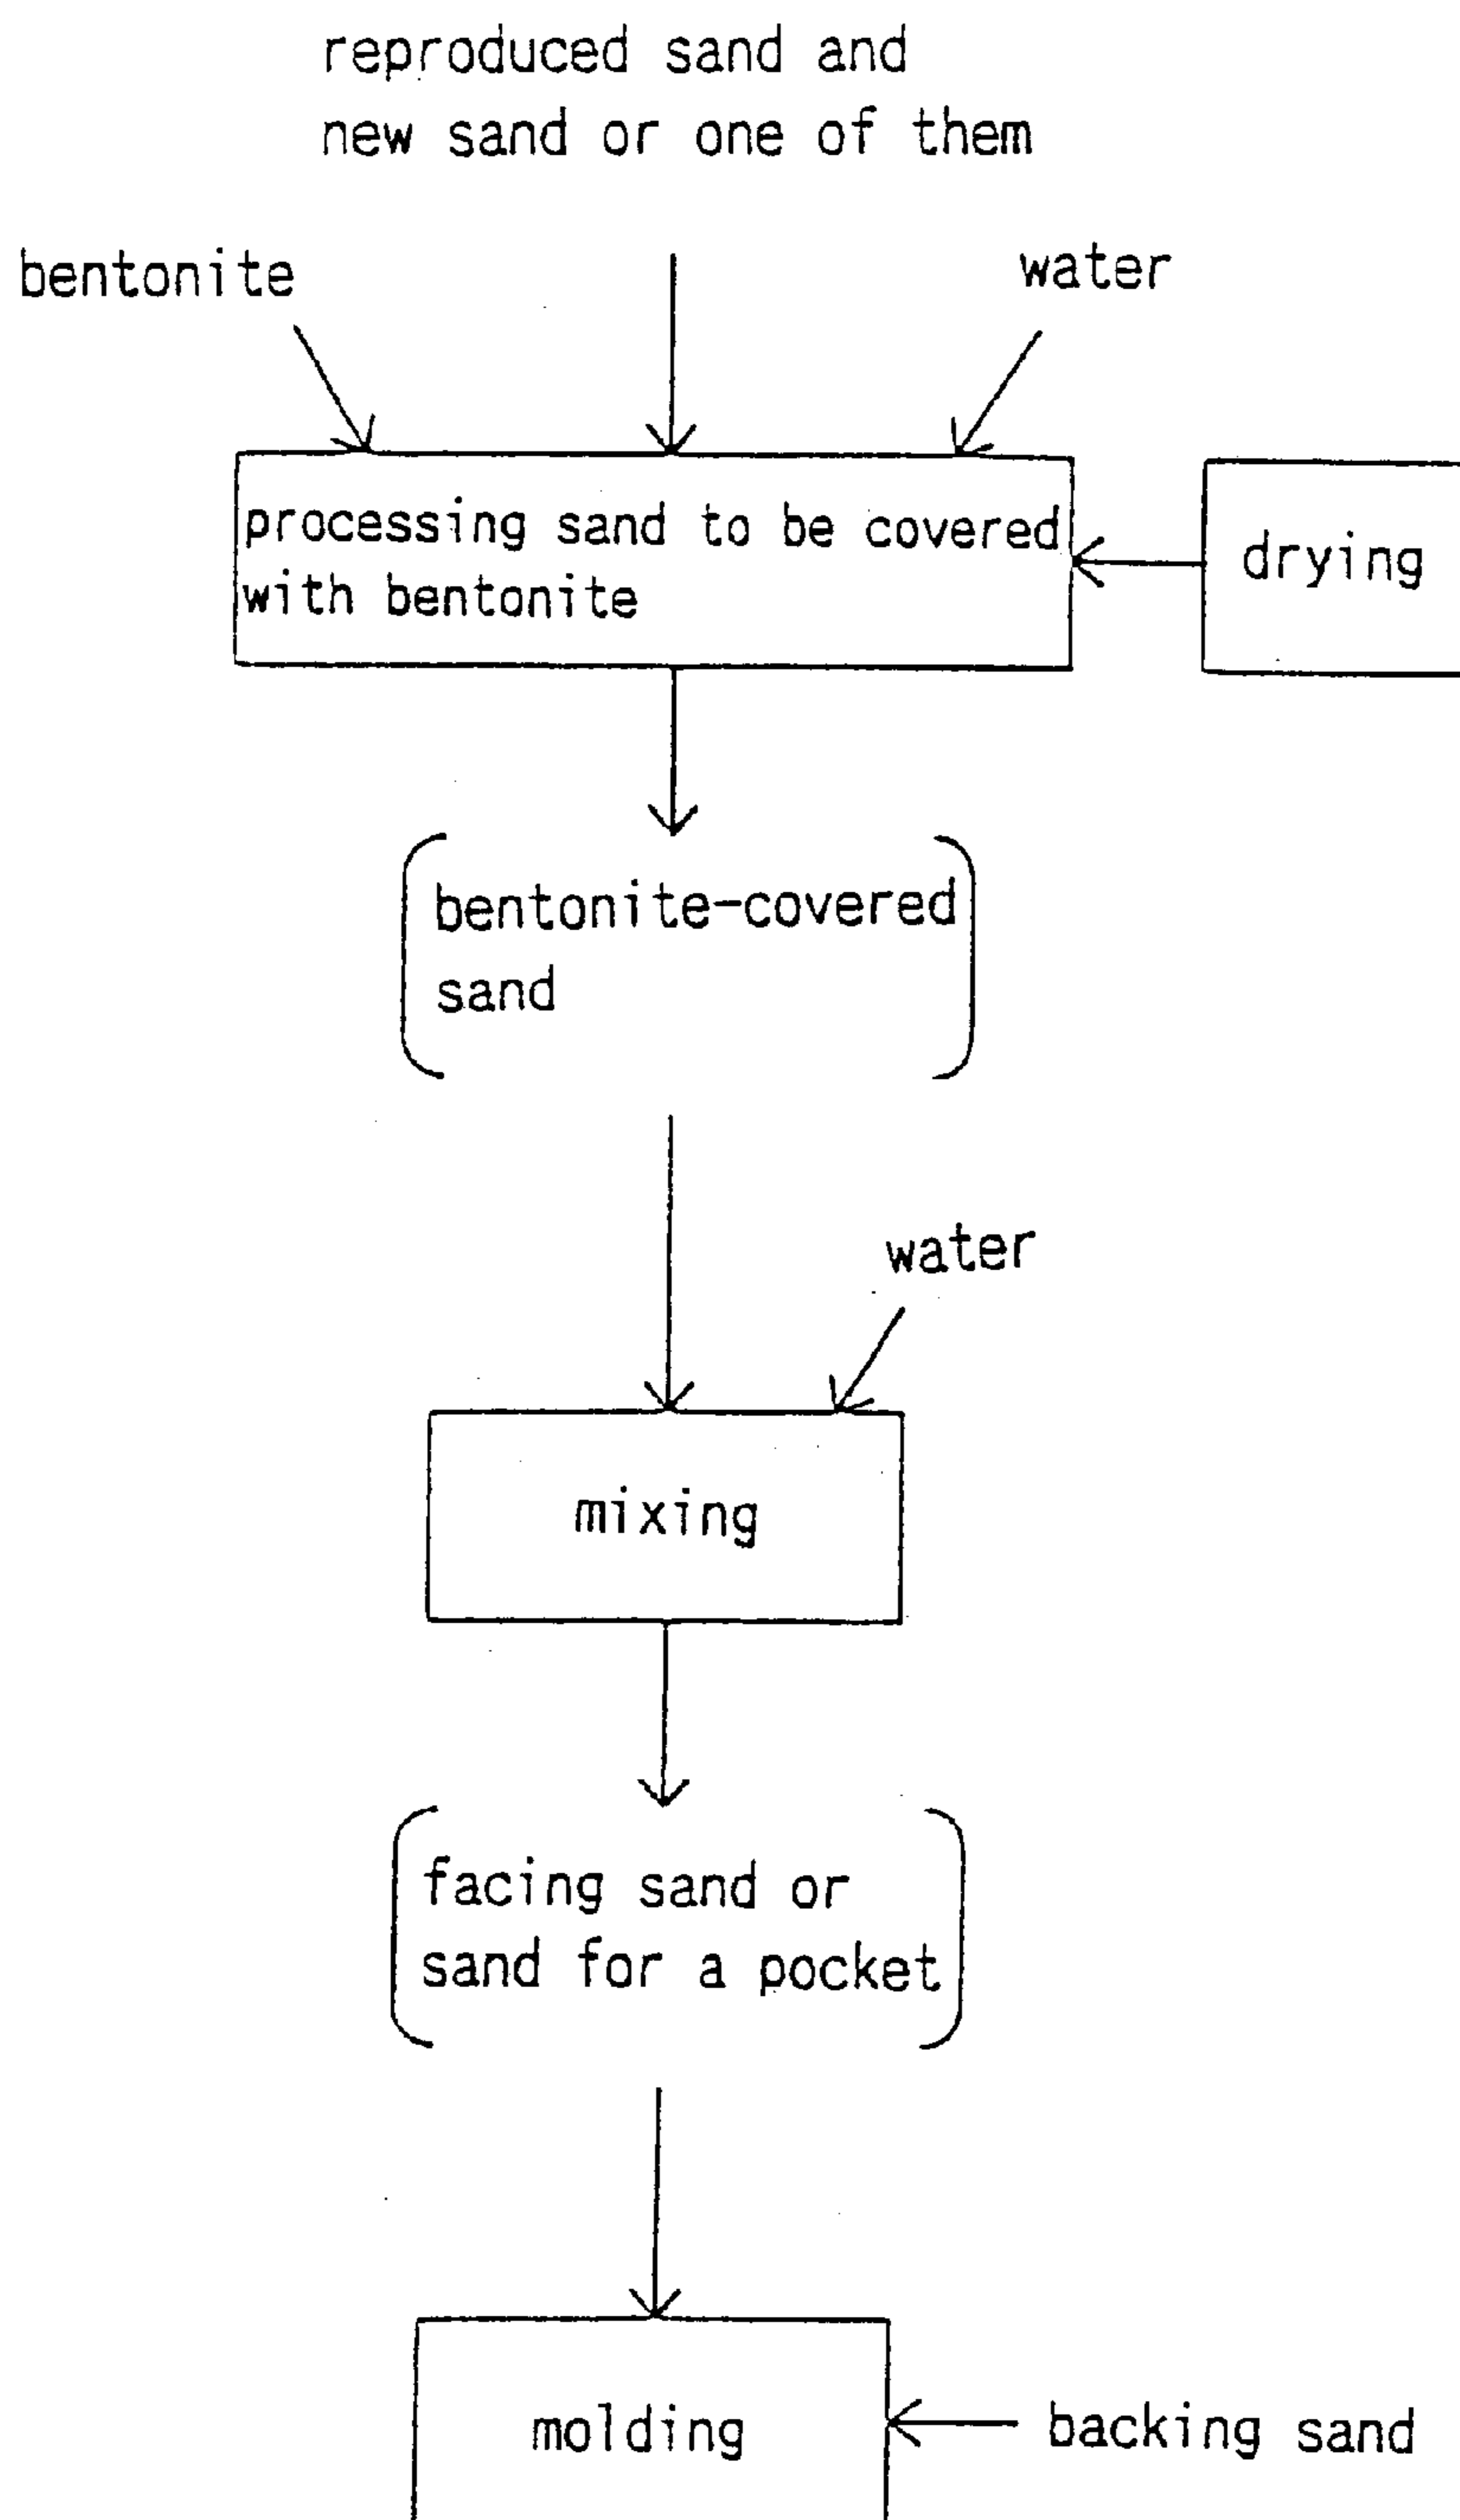 reproduced sand and
new sand or one of them
bentonite
water
processing sand to be covered
with bentonite
drying
bentonite-covered
sand
water
mixing
facing sand or
sand for a pocket
molding
backing sand